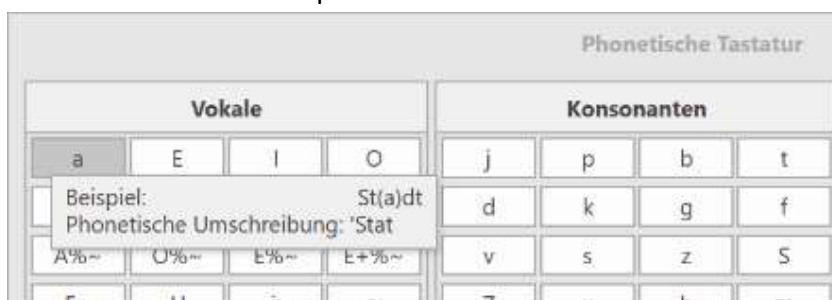 Phonetische Tastatur
Vokale Konsonanten
a E I O j p b t
Beispiel: St(a)dt
Phonetische Umschreibung: 'Stat
d k g f
A%~ O%~ E%~ E+%~ v s z S